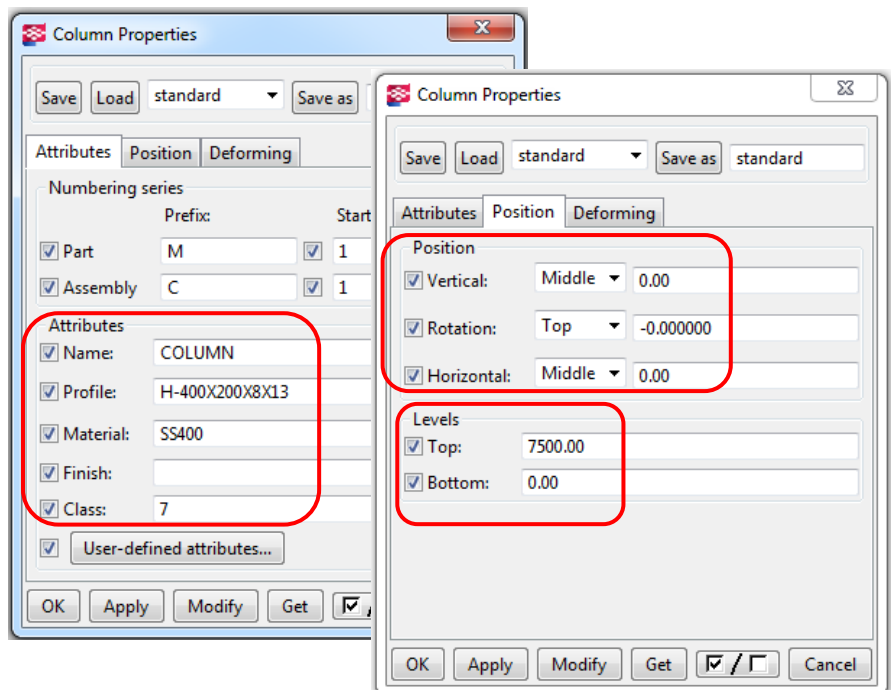 Column Properties
Save Load standard Save as
Attributes Position Deforming
Numbering series
Prefix: Start
Part M 1
Assembly C 1
Attributes
Name: COLUMN
Profile: H-400X200X8X13
Material: SS400
Finish:
Class: 7
User-defined attributes...
OK Apply Modify Get
Column Properties
Save Load standard Save as standard
Attributes Position Deforming
Position
Vertical: Middle 0.00
Rotation: Top -0.000000
Horizontal: Middle 0.00
Levels
Top: 7500.00
Bottom: 0.00
OK Apply Modify Get / Cancel